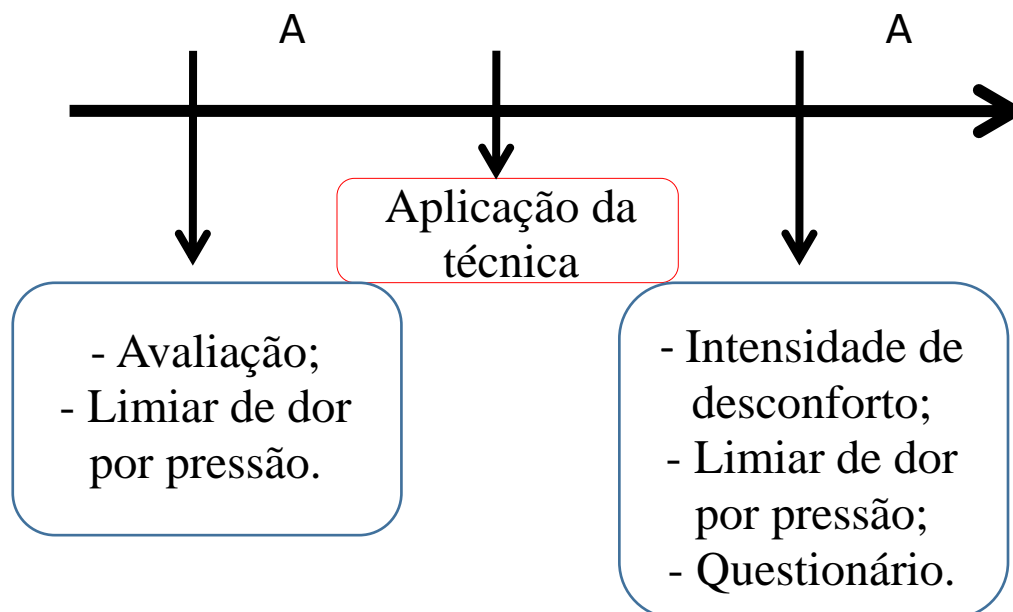 A
A
Aplicação da
técnica
- Avaliação;
- Limiar de dor
por pressão.
- Intensidade de
desconforto;
- Limiar de dor
por pressão;
- Questionário.